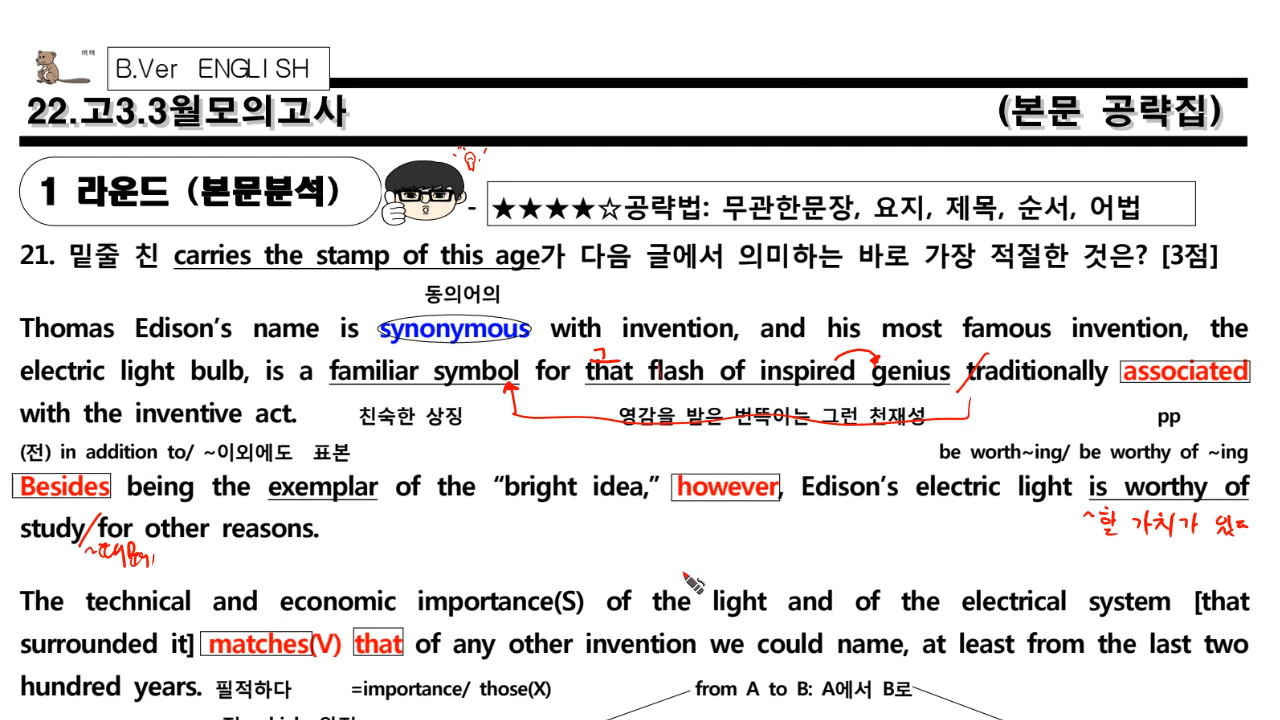 B.Ver ENGLISH
22.고3.3월모의고사 (본문 공략집)
1 라운드 (본문분석)
- ★★★★☆공략법: 무관한문장, 요지, 제목, 순서, 어법
21. 밑줄 친 carries the stamp of this age가 다음 글에서 의미하는 바로 가장 적절한 것은? [3점]
동의어의
Thomas Edison's name is synonymous with invention, and his most famous invention, the
그
electric light bulb, is a familiar symbol for that flash of inspired genius traditionally associated
with the inventive act. 친숙한 상징 영감을 받은 번뜩이는 그런 천재성 pp
(전) in addition to/ ~이외에도 표본 be worth~ing/ be worthy of ~ing
Besides being the exemplar of the “bright idea,” however, Edison's electric light is worthy of
study for other reasons. ~할 가치가 있
The technical and economic importance(S) of the light and of the electrical system [that
surrounded it] matches(V) that of any other invention we could name, at least from the last two
hundred years. 필적하다 =importance/ those(X) from A to B: A에서 B로